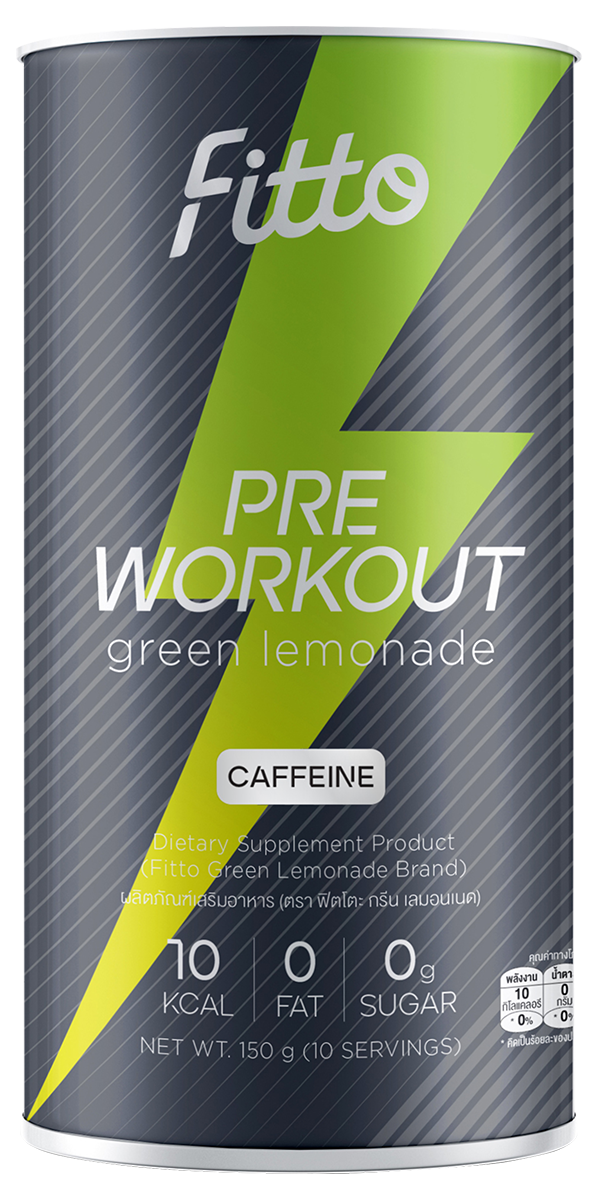 Fitto
PRE
WORKOUT
green lemonade
CAFFEINE
Dietary Supplement Product
(Fitto Green Lemonade Brand)
ผลิตภัณฑ์เสริมอาหาร (ตรา ฟิตโตะ กรีน เลมอนเนด)
10 0 0g
KCAL FAT SUGAR
NET WT. 150 g (10 SERVINGS)
พลังงาน
10
กิโลแคลอรี
* 0%
0
กรัม
* 0%